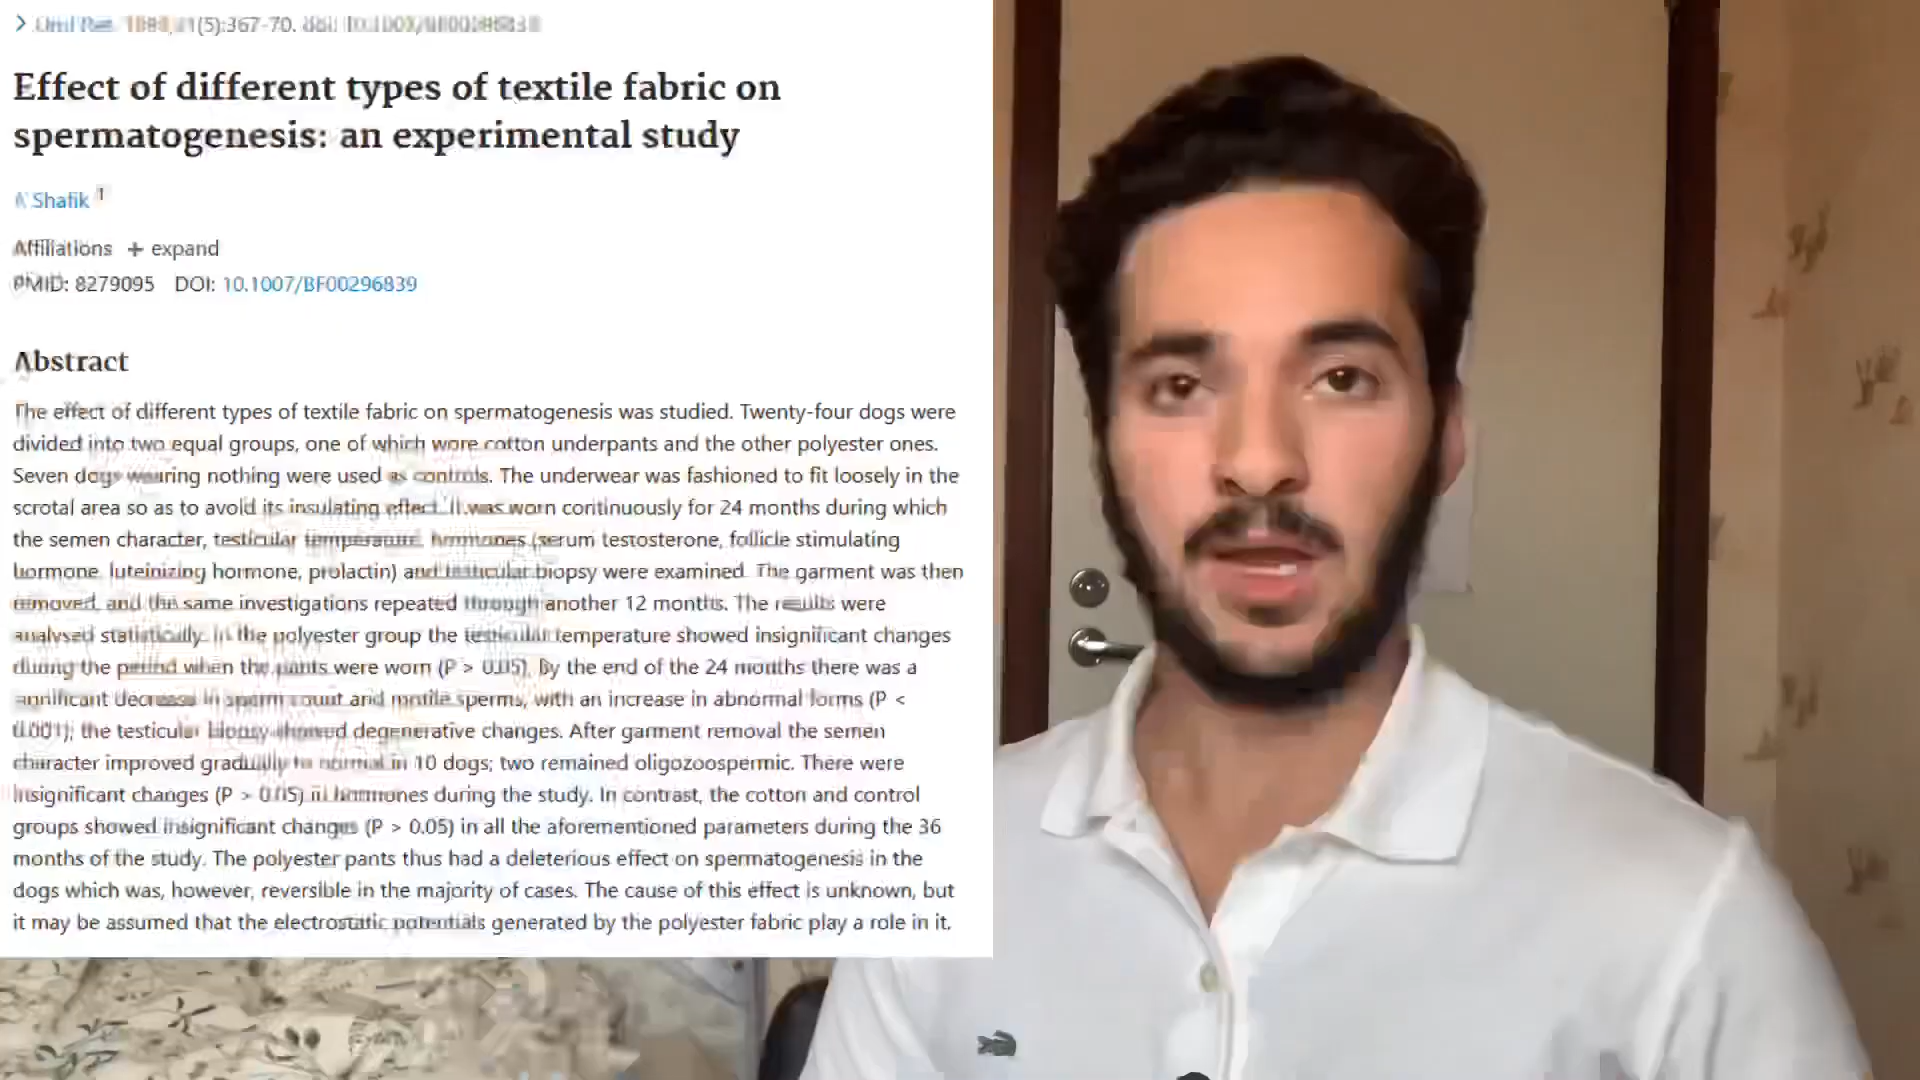 (5):367-70. doi:
Effect of different types of textile fabric on
spermatogenesis: an experimental study
A Shafik 1
Affiliations + expand
PMID: 8279095 DOI: 10.1007/BF00296839
Abstract
The effect of different types of textile fabric on spermatogenesis was studied. Twenty-four dogs were
divided into two equal groups, one of which wore cotton underpants and the other polyester ones.
Seven dogs wearing nothing were used as controls. The underwear was fashioned to fit loosely in the
scrotal area so as to avoid its insulating effect. It was worn continuously for 24 months during which
the semen character, testicular temperature, hormones (serum testosterone, follicle stimulating
hormone, luteinizing hormone, prolactin) and testicular biopsy were examined. The garment was then
removed, and the same investigations repeated through another 12 months. The results were
analysed statistically. In the polyester group the testicular temperature showed insignificant changes
during the period when the pants were worn (P > 0.05). By the end of the 24 months there was a
significant decrease in sperm count and motile sperms, with an increase in abnormal forms (P <
0.001); the testicular biopsy showed degenerative changes. After garment removal the semen
character improved gradually to normal in 10 dogs; two remained oligozoospermic. There were
insignificant changes (P > 0.05) in hormones during the study. In contrast, the cotton and control
groups showed insignificant changes (P > 0.05) in all the aforementioned parameters during the 36
months of the study. The polyester pants thus had a deleterious effect on spermatogenesis in the
dogs which was, however, reversible in the majority of cases. The cause of this effect is unknown, but
it may be assumed that the electrostatic potentials generated by the polyester fabric play a role in it.